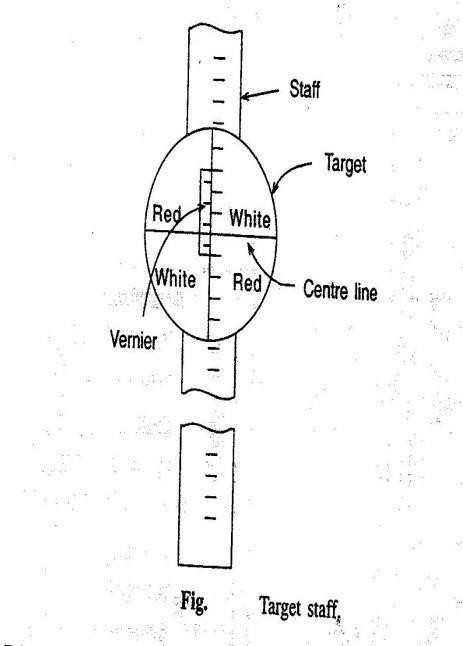 Staff
Target
Red
White
White
Red
Centre line
Vernier
Fig. Target staff,